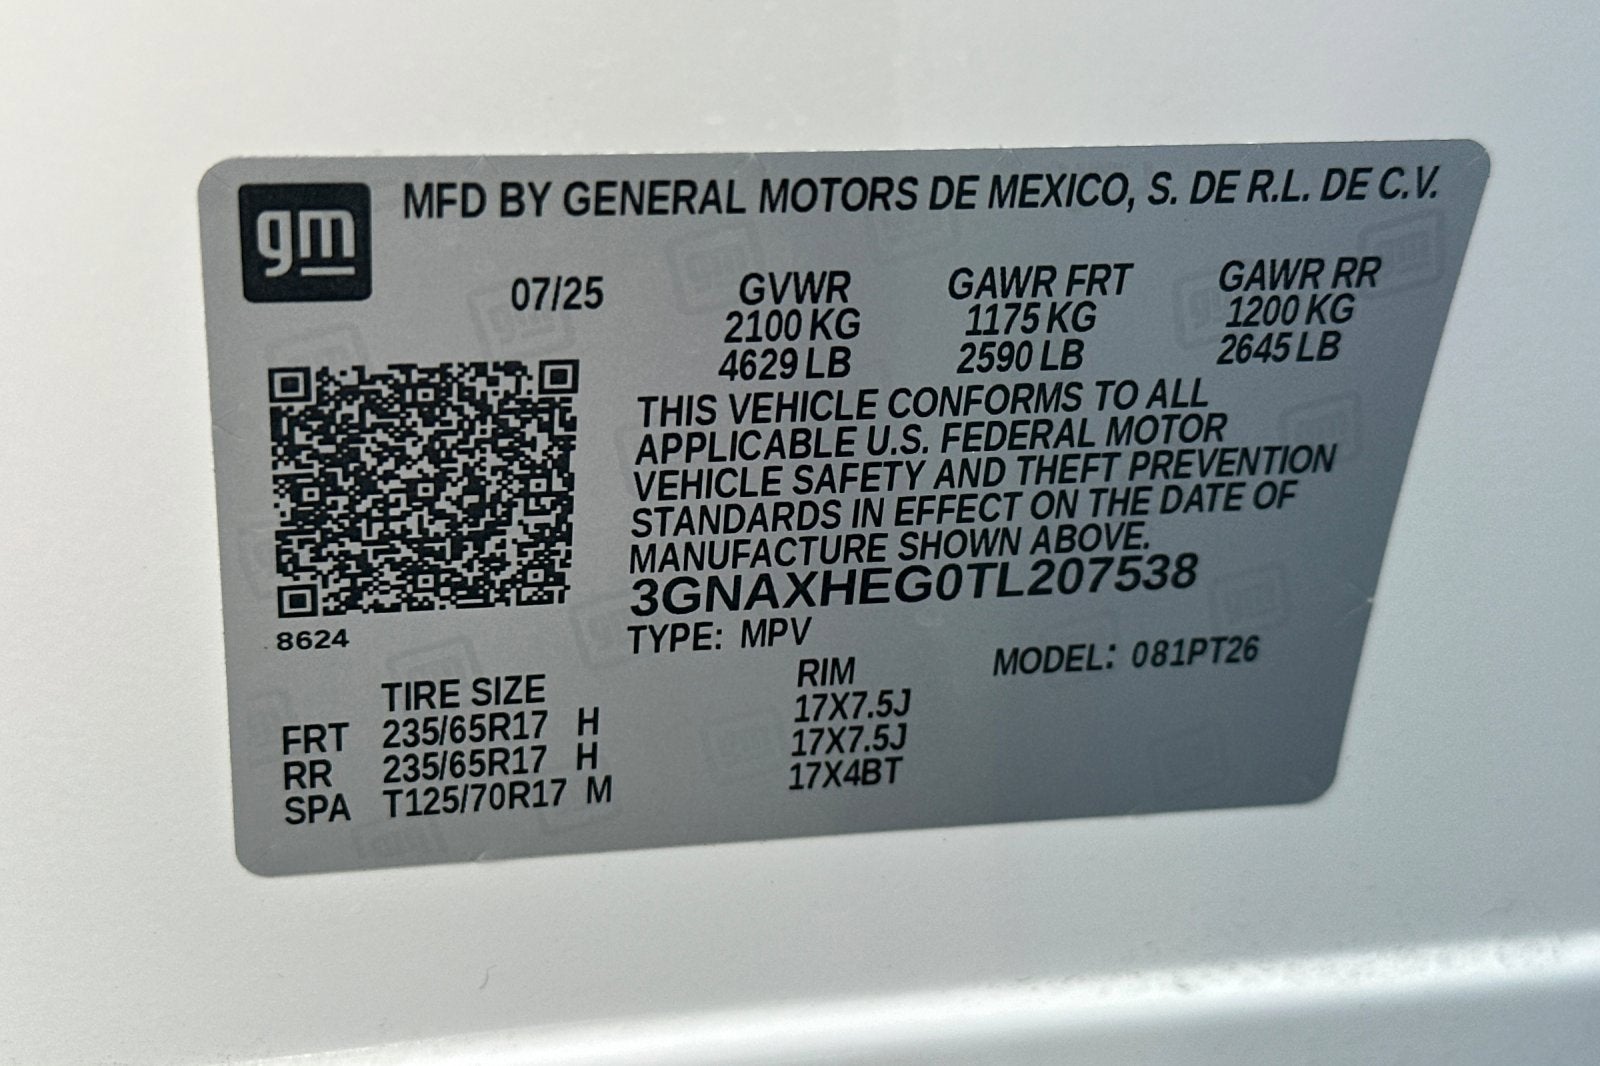 gm MFD BY GENERAL MOTORS DE MEXICO, S. DE R.L. DE C.V.
07/25 GVWR GAWR FRT GAWR RR
2100 KG 1175 KG 1200 KG
4629 LB 2590 LB 2645 LB
THIS VEHICLE CONFORMS TO ALL
APPLICABLE U.S. FEDERAL MOTOR
VEHICLE SAFETY AND THEFT PREVENTION
STANDARDS IN EFFECT ON THE DATE OF
MANUFACTURE SHOWN ABOVE.
3GNAXHEG0TL207538
8624
TYPE: MPV MODEL: 081PT26
TIRE SIZE RIM
FRT 235/65R17 H 17X7.5J
RR 235/65R17 H 17X7.5J
SPA T125/70R17 M 17X4BT